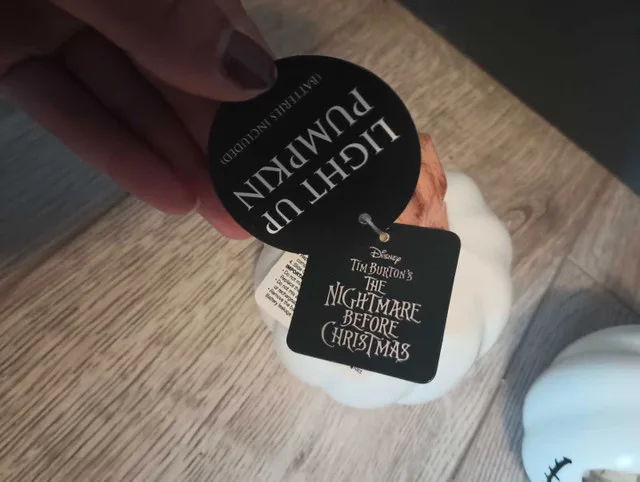 LIGHT UP
PUMPKIN
(BATTERIES INCLUDED)
Disney
TIM BURTON'S
THE
NIGHTMARE
BEFORE
CHRISTMAS